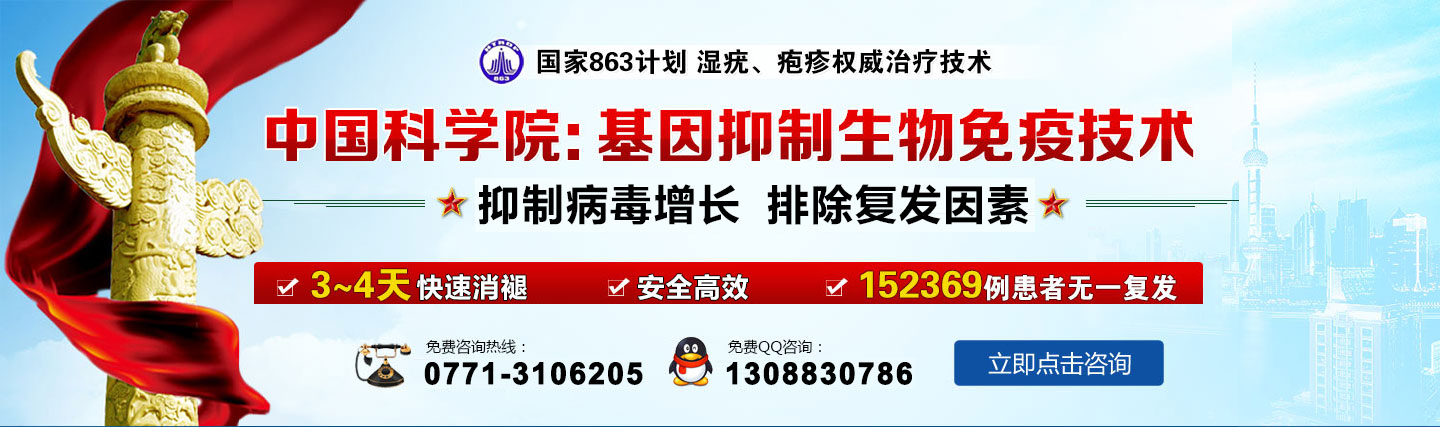 国家863计划 湿疣、疱疹权威治疗技术
863
中国科学院:基因抑制生物免疫技术
抑制病毒增长 排除复发因素
3~4天快速消褪 安全高效 152369例患者无一复发
免费咨询热线:
0771-3106205
免费QQ咨询:
1308830786
立即点击咨询